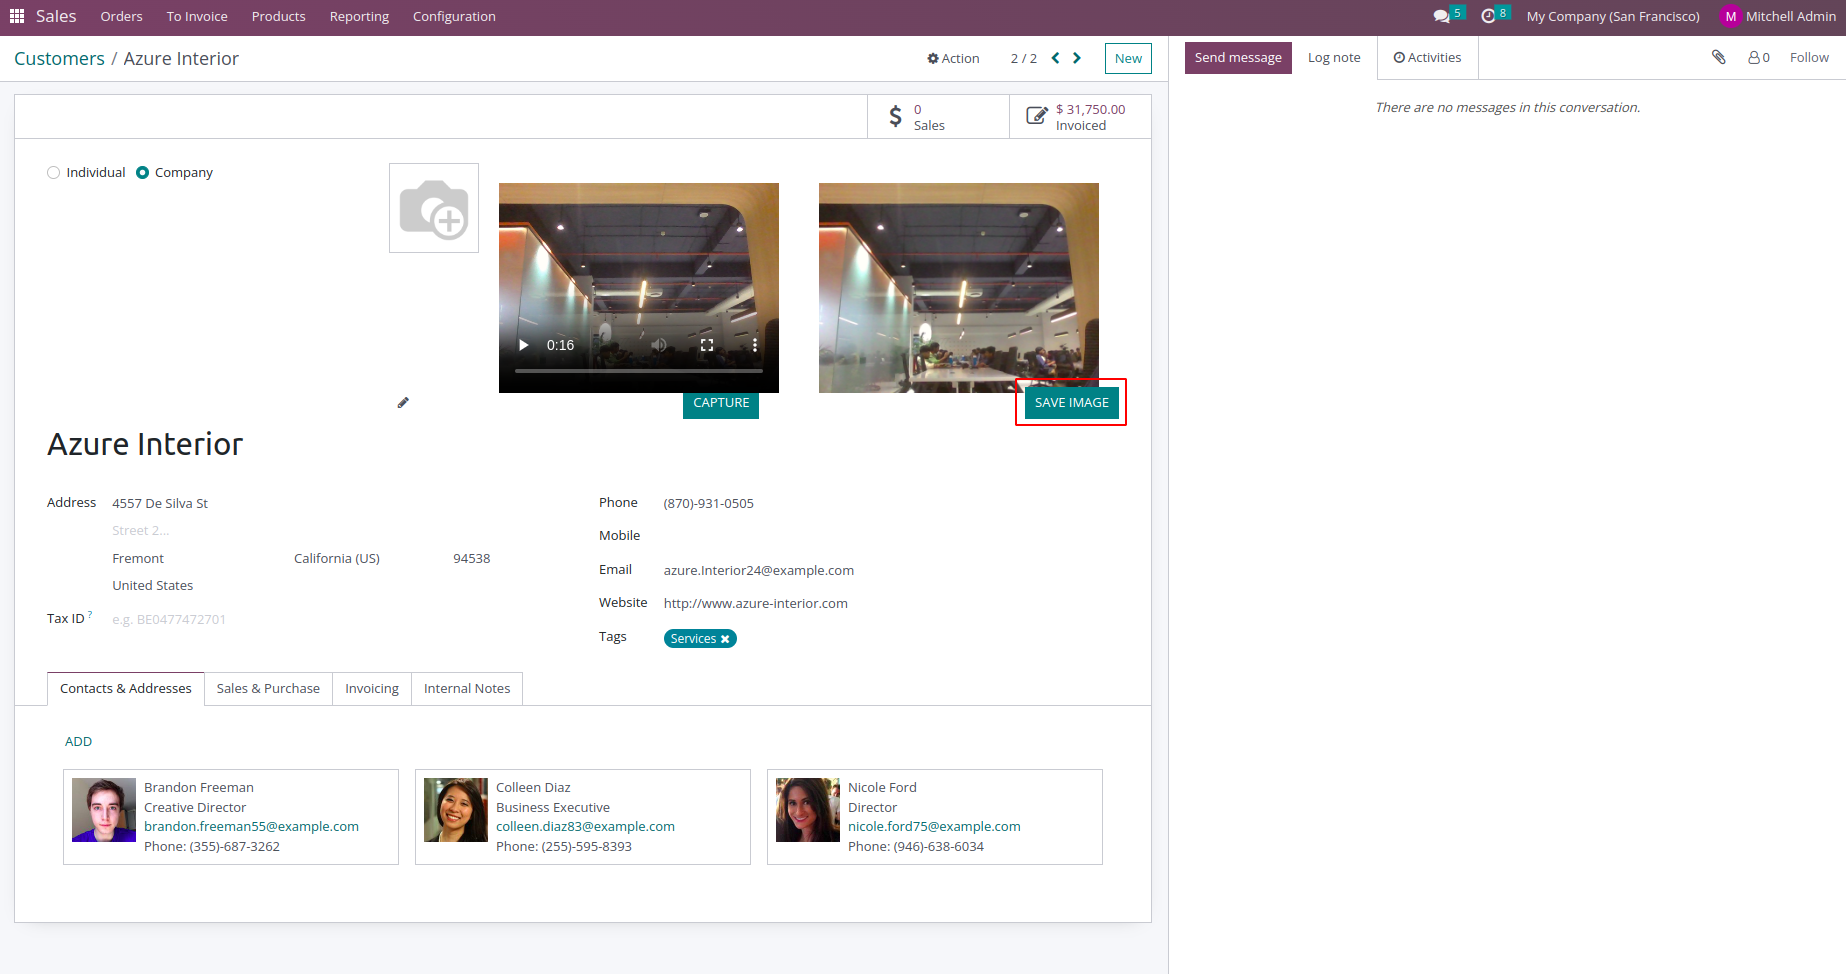 Sales Orders To Invoice Products Reporting Configuration 5 8 My Company (San Francisco) M Mitchell Admin
Customers / Azure Interior Action 2 / 2 New
Send message Log note Activities 0 Follow
There are no messages in this conversation.
0
Sales
$ 31,750.00
Invoiced
Individual Company
0:16
CAPTURE
SAVE IMAGE
Azure Interior
Address 4557 De Silva St
Street 2...
Fremont California (US) 94538
United States
Tax ID ? e.g. BE0477472701
Phone (870)-931-0505
Mobile
Email azure.Interior24@example.com
Website http://www.azure-interior.com
Tags Services
Contacts & Addresses Sales & Purchase Invoicing Internal Notes
ADD
Brandon Freeman
Creative Director
brandon.freeman55@example.com
Phone: (355)-687-3262
Colleen Diaz
Business Executive
colleen.diaz83@example.com
Phone: (255)-595-8393
Nicole Ford
Director
nicole.ford75@example.com
Phone: (946)-638-6034